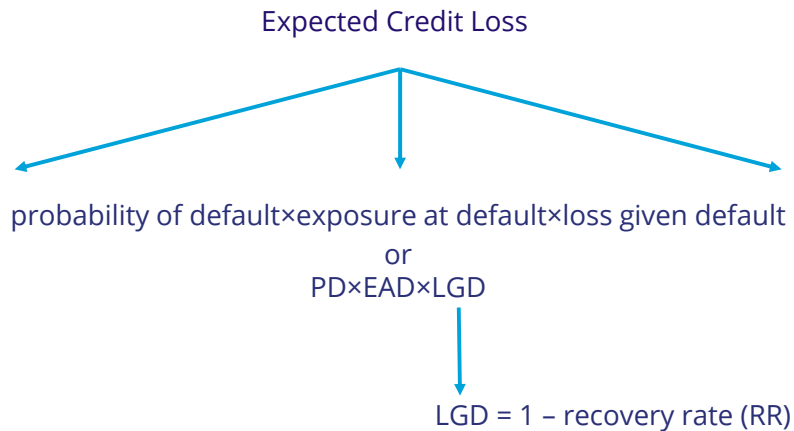 Expected Credit Loss
probability of default×exposure at default×loss given default
or
PD×EAD×LGD
LGD = 1 – recovery rate (RR)